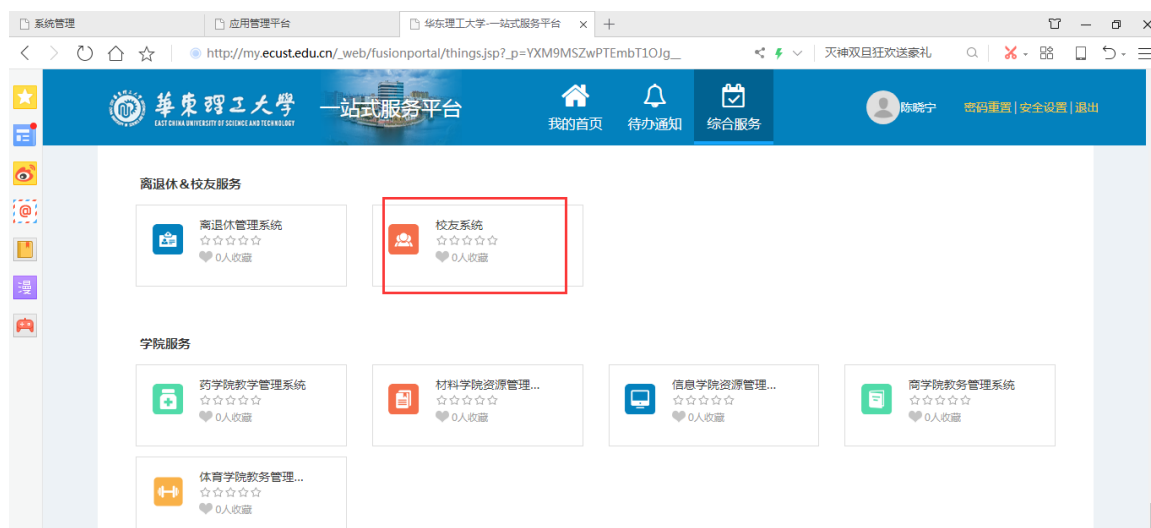 系统管理
应用管理平台
华东理工大学-一站式服务平台
http://my.ecust.edu.cn/_web/fusionportal/things.jsp?_p=YXM9MSZwPTEmbT1OJg__
灭神双旦狂欢送豪礼
華東理工大學
EAST CHINA UNIVERSITY OF SCIENCE AND TECHNOLOGY
一站式服务平台
我的首页
待办通知
综合服务
陈晓宁
密码重置|安全设置|退出
漫
离退休&校友服务
离退休管理系统
0人收藏
校友系统
0人收藏
学院服务
药学院教学管理系统
0人收藏
材料学院资源管理...
0人收藏
信息学院资源管理...
0人收藏
商学院教务管理系统
0人收藏
体育学院教务管理...
0人收藏